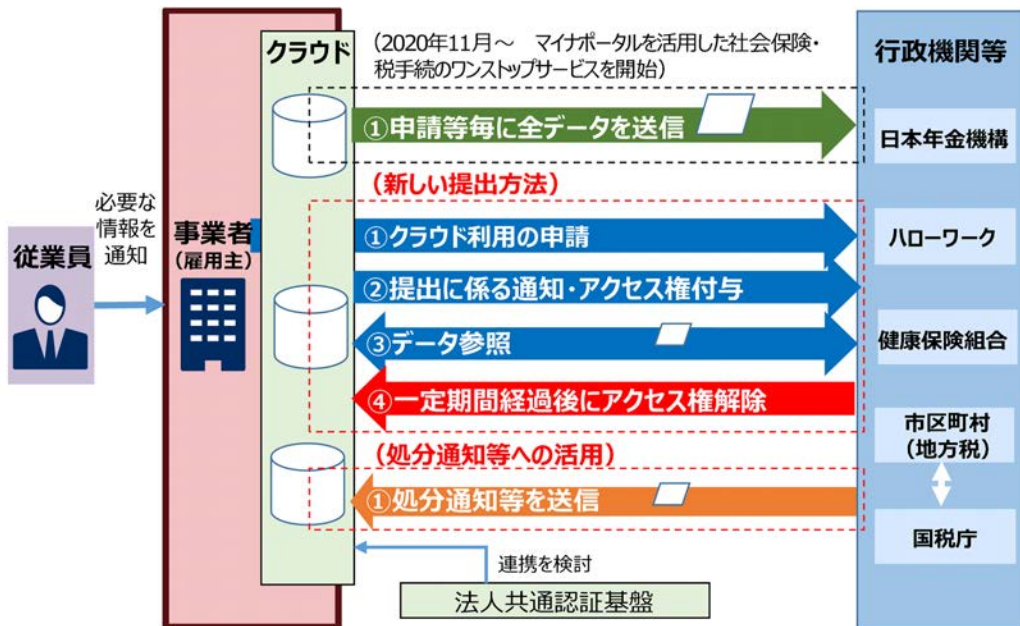 クラウド
(2020年11月~ マイナポータルを活用した社会保険・
税手続のワンストップサービスを開始)
行政機関等
①申請等毎に全データを送信
日本年金機構
(新しい提出方法)
必要な
情報を
通知
従業員
事業者
(雇用主)
①クラウド利用の申請
ハローワーク
②提出に係る通知・アクセス権付与
③データ参照
健康保険組合
④一定期間経過後にアクセス権解除
市区町村
(地方税)
(処分通知等への活用)
①処分通知等を送信
国税庁
連携を検討
法人共通認証基盤